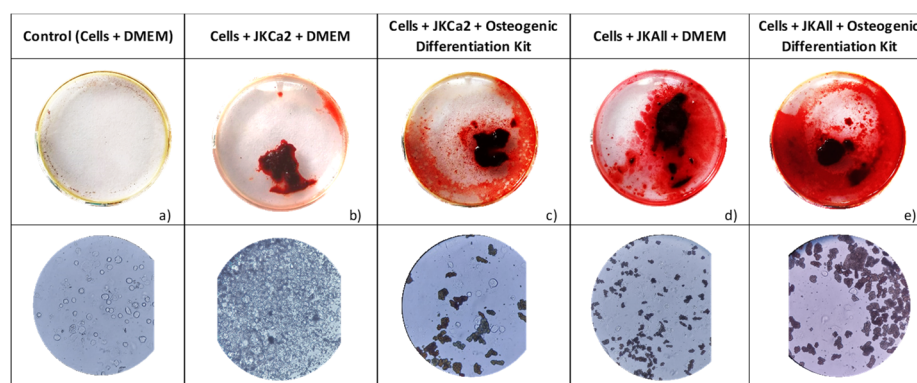 Control (Cells + DMEM)
Cells + JKCa2 + DMEM
Cells + JKCa2 + Osteogenic
Differentiation Kit
Cells + JKAll + DMEM
Cells + JKAll + Osteogenic
Differentiation Kit
a)
b)
c)
d)
e)